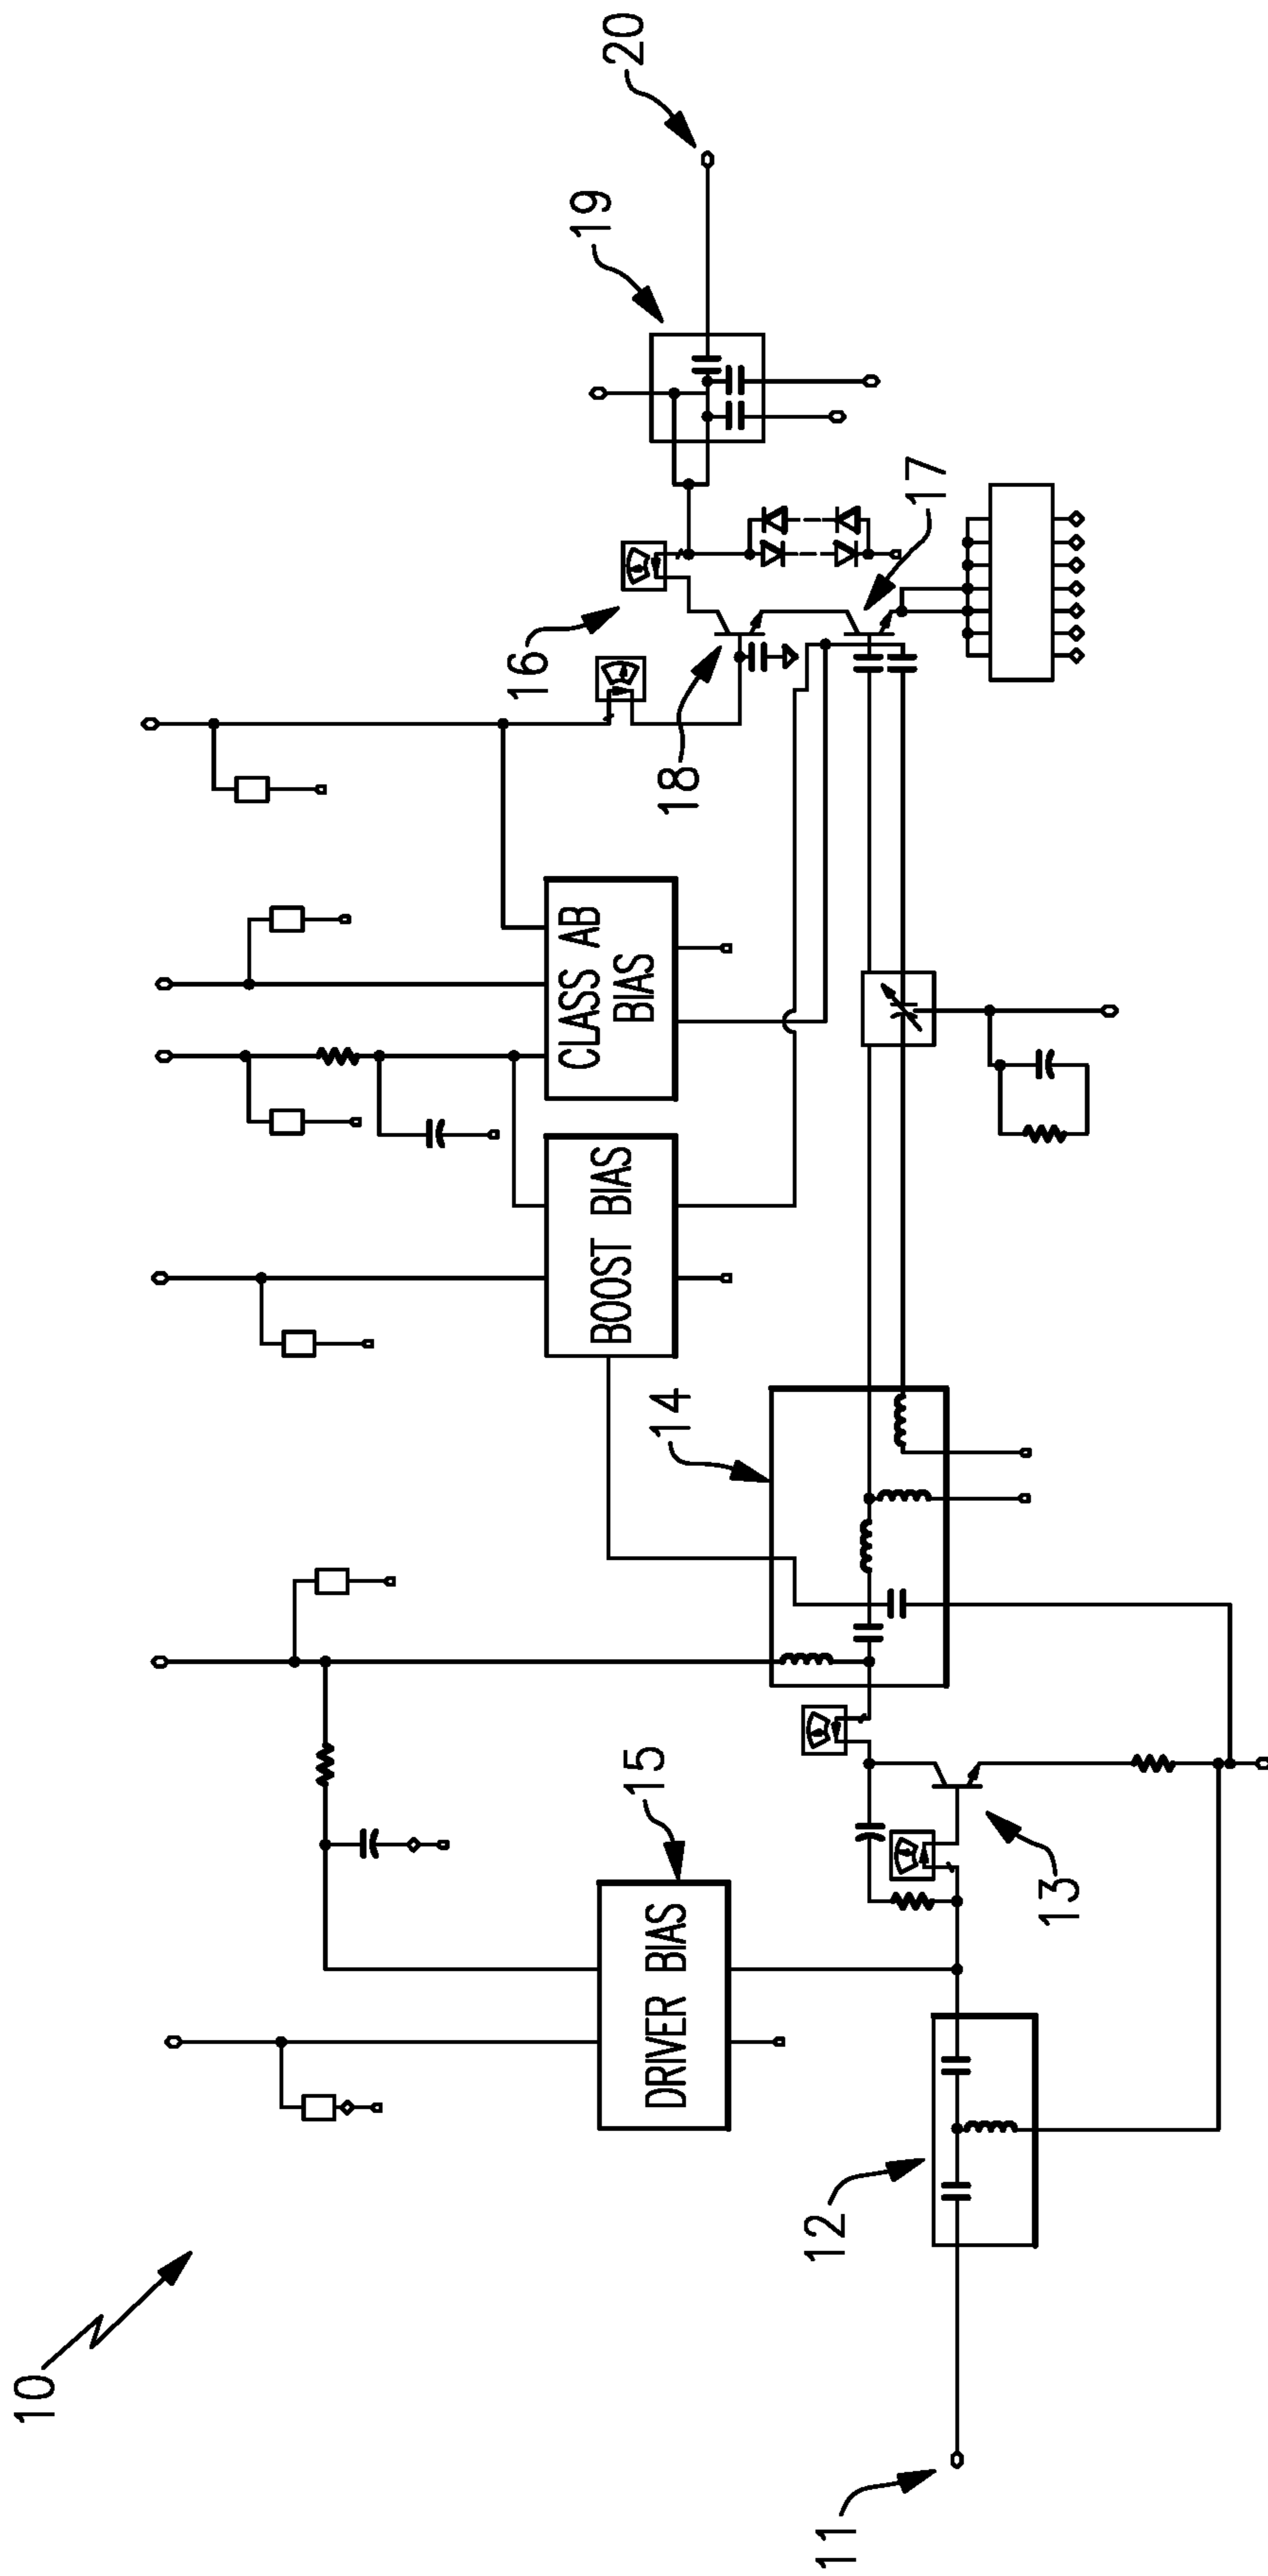 10
11
12
13
14
DRIVER BIAS
15
BOOST BIAS
CLASS AB
BIAS
16
17
18
19
20